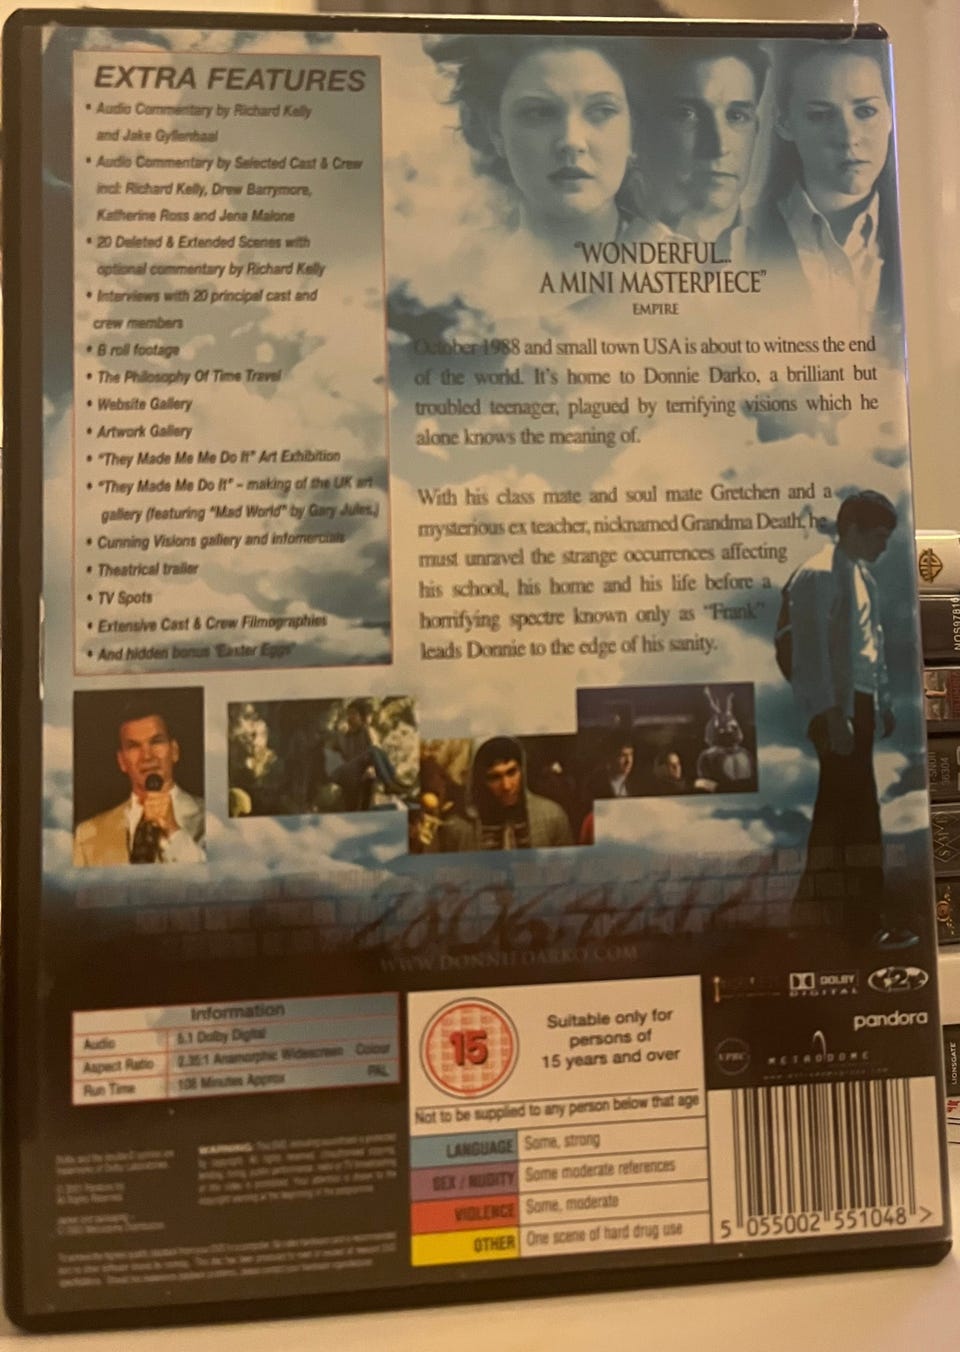 EXTRA FEATURES
• Audio Commentary by Richard Kelly
and Jake Gyllenhaal
• Audio Commentary by Selected Cast & Crew
incl: Richard Kelly, Drew Barrymore,
Katherine Ross and Jena Malone
• 20 Deleted & Extended Scenes with
optional commentary by Richard Kelly
• Interviews with 20 principal cast and
crew members
• B roll footage
• The Philosophy Of Time Travel
• Website Gallery
• Artwork Gallery
• "They Made Me Me Do It" Art Exhibition
• "They Made Me Do It" - making of the UK art
gallery (featuring "Mad World" by Gary Jules.)
• Cunning Visions gallery and infomercials
• Theatrical trailer
• TV Spots
• Extensive Cast & Crew Filmographies
• And hidden bonus 'Easter Eggs'
"WONDERFUL...
A MINI MASTERPIECE"
EMPIRE
October 1988 and small town USA is about to witness the end
of the world. It's home to Donnie Darko, a brilliant but
troubled teenager, plagued by terrifying visions which he
alone knows the meaning of.
With his class mate and soul mate Gretchen and a
mysterious ex teacher, nicknamed Grandma Death, he
must unravel the strange occurrences affecting
his school, his home and his life before a
horrifying spectre known only as "Frank"
leads Donnie to the edge of his sanity.
WWW.DONNIEDARKO.COM
Information
Audio 5.1 Dolby Digital
Aspect Ratio 2.35:1 Anamorphic Widescreen Colour
Run Time 108 Minutes Approx PAL
15
Suitable only for
persons of
15 years and over
Not to be supplied to any person below that age
LANGUAGE Some, strong
SEX / NUDITY Some moderate references
VIOLENCE Some, moderate
OTHER One scene of hard drug use
DOLBY
DIGITAL
2
pandora
METRODOME
5 055002 551048 >
WARNING:
LIONSGATE